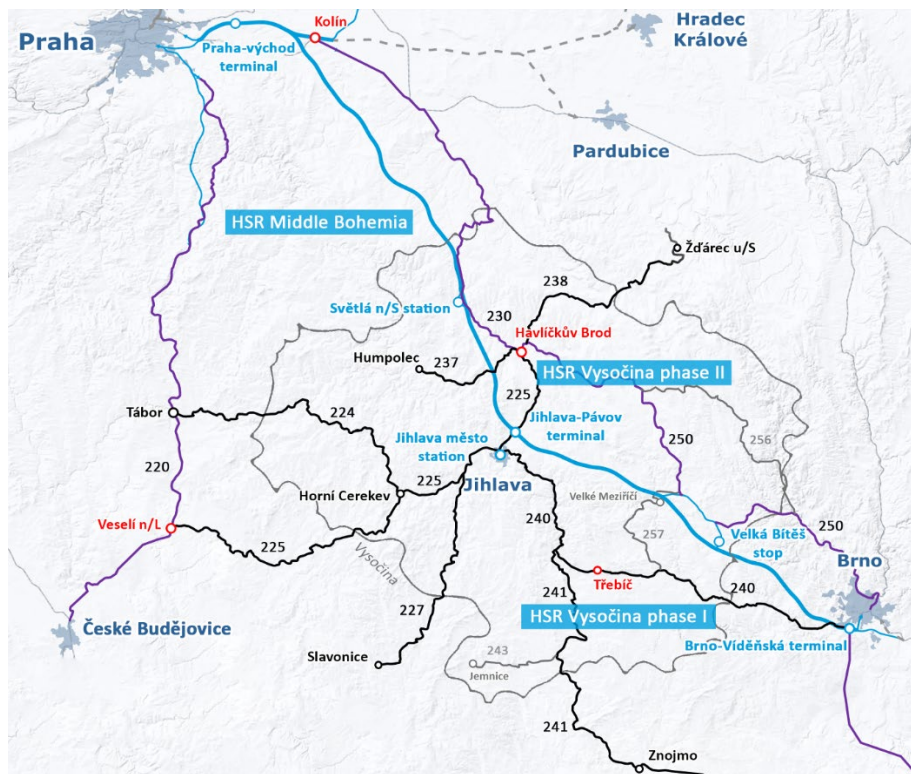 Kolín
Hradec
Králové
Praha
Praha-východ
terminal
Pardubice
HSR Middle Bohemia
Žďárec u/S
238
Světlá n/S station
230
Havlíčkův Brod
Humpolec
237
HSR Vysočina phase II
225
Tábor
224
Jihlava-Pávov
terminal
Jihlava město
station
250
256
220
225
Jihlava
Horní Cerekev
Velké Meziříčí
Veselí n/L
240
257
Velká Bíteš
stop
250
225
Vysočina
Brno
Třebíč
240
227
241
HSR Vysočina phase I
České Budějovice
Brno-Vídeňská terminal
Slavonice
243
Jemnice
241
Znojmo